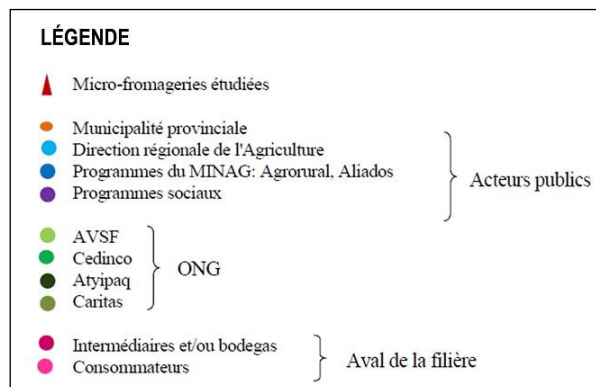 LÉGENDE
Micro-fromageries étudiées
Municipalité provinciale
Direction régionale de l'Agriculture
Programmes du MINAG: Agrorural, Aliados
Programmes sociaux
Acteurs publics
AVSF
Cedinco
Atyipaq
Caritas
ONG
Intermédiaires et/ou bodegas
Consommateurs
Aval de la filière